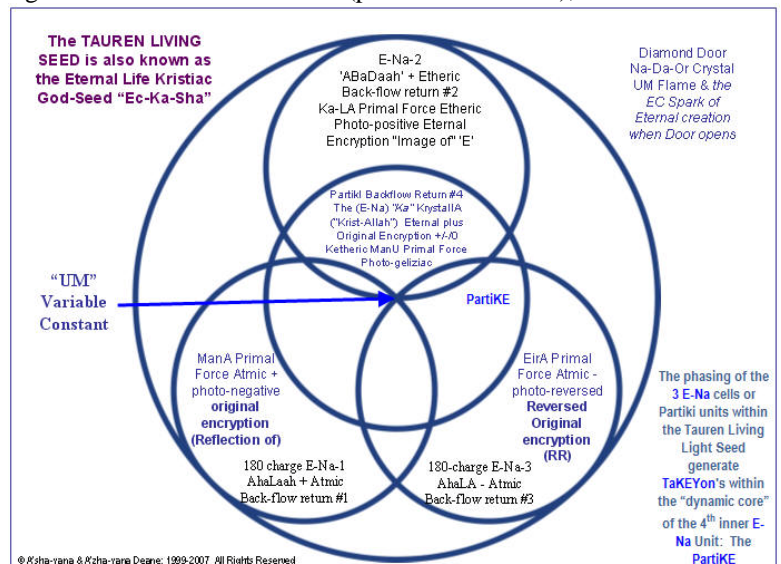 The TAUREN LIVING
SEED is also known as
the Eternal Life Kristiac
God-Seed “Ec-Ka-Sha”
E-Na-2
'ABaDaah' + Etheric
Back-flow return #2
Ka-LA Primal Force Etheric
Photo-positive Eternal
Encryption "Image of" 'E'
Diamond Door
Na-Da-Or Crystal
UM Flame & the
EC Spark of
Eternal creation
when Door opens
Partikl Backflow Return #4
The (E-Na) "Ka" KrystallA
("Krist-Allah") Eternal plus
Original Encryption +/-/0
Ketheric ManU Primal Force
Photo-geliziac
“UM”
Variable
Constant
PartiKE
ManA Primal
Force Atmic +
photo-negative
original
encryption
(Reflection of)
180 charge E-Na-1
AhaLaah + Atmic
Back-flow return #1
EirA Primal
Force Atmic -
photo-reversed
Reversed
Original
encryption
(RR)
180-charge E-Na-3
AhaLA - Atmic
Back-flow return #3
The phasing of the
3 E-Na cells or
Partiki units within
the Tauren Living
Light Seed
generate
TaKEYon's within
the “dynamic core”
of the 4th inner E-
Na Unit: The
PartiKE
© A'sha-yana & A'zha-yana Deane: 1999-2007 All Rights Reserved